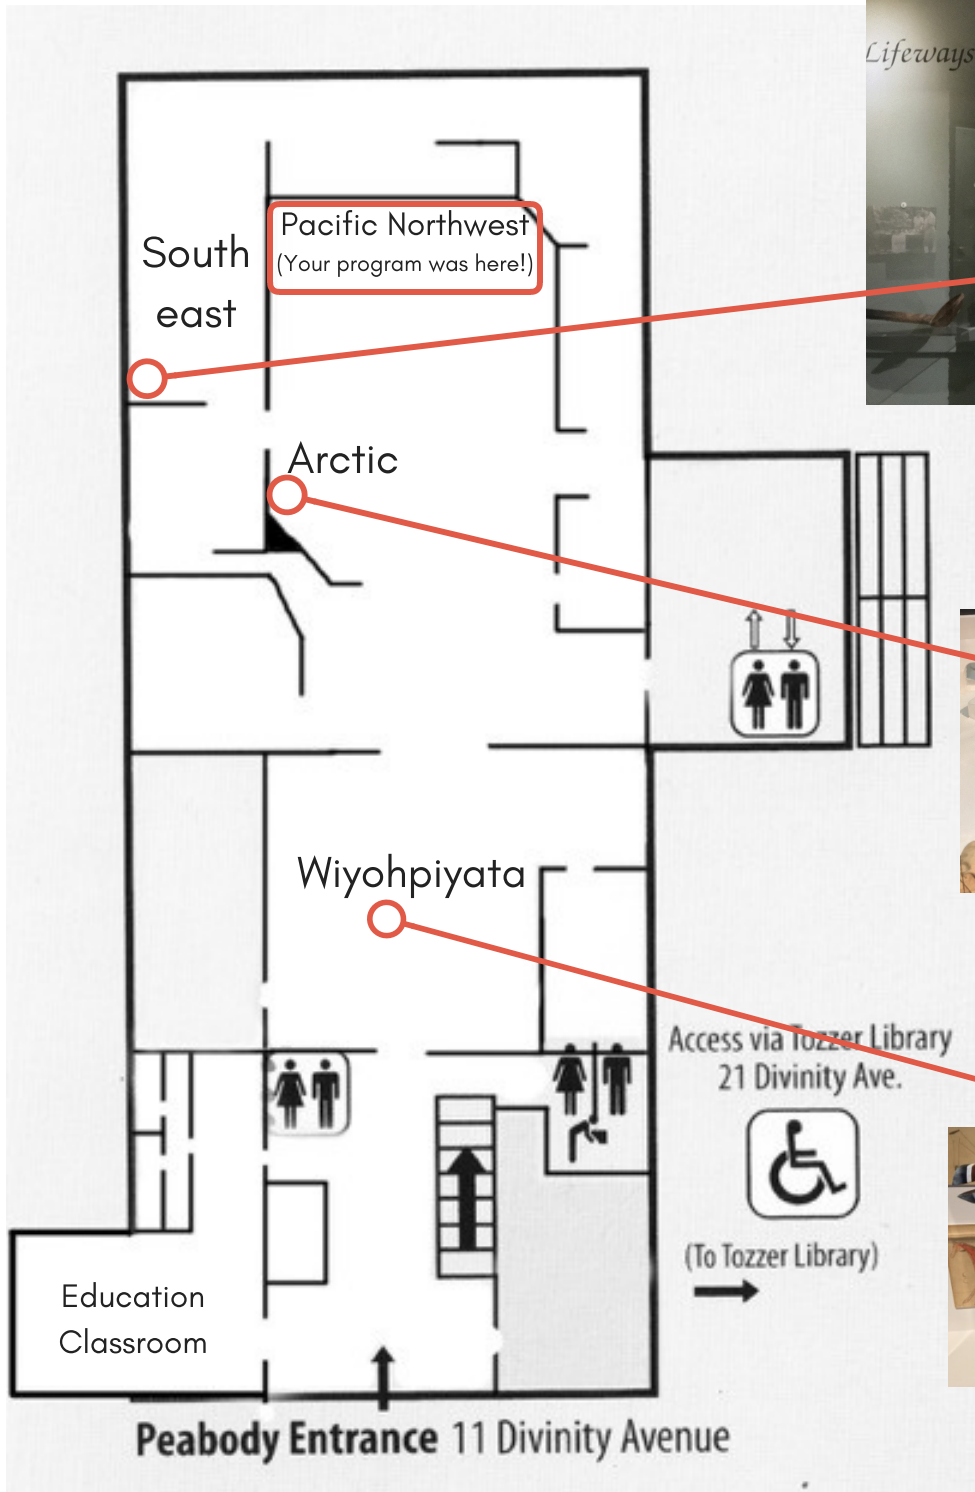 Lifeways
Pacific Northwest
(Your program was here!)
South
east
Arctic
Wiyohpiyata
Access via Tozzer Library
21 Divinity Ave.
(To Tozzer Library)
Education
Classroom
Peabody Entrance 11 Divinity Avenue